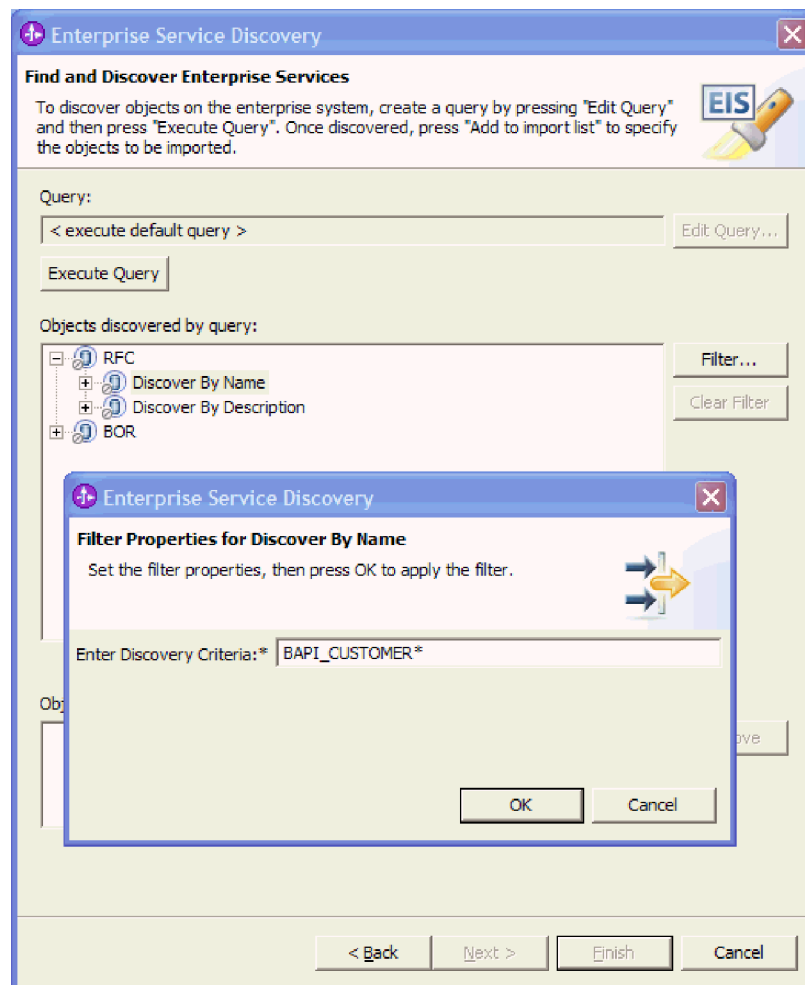 Enterprise Service Discovery
Find and Discover Enterprise Services
To discover objects on the enterprise system, create a query by pressing "Edit Query"
and then press "Execute Query". Once discovered, press "Add to import list" to specify
the objects to be imported.
EIS
Query:
< execute default query >
Edit Query...
Execute Query
Objects discovered by query:
RFC
Discover By Name
Discover By Description
BOR
Filter...
Clear Filter
Enterprise Service Discovery
Filter Properties for Discover By Name
Set the filter properties, then press OK to apply the filter.
Enter Discovery Criteria:* BAPI_CUSTOMER*
OK
Cancel
< Back
Next >
Finish
Cancel